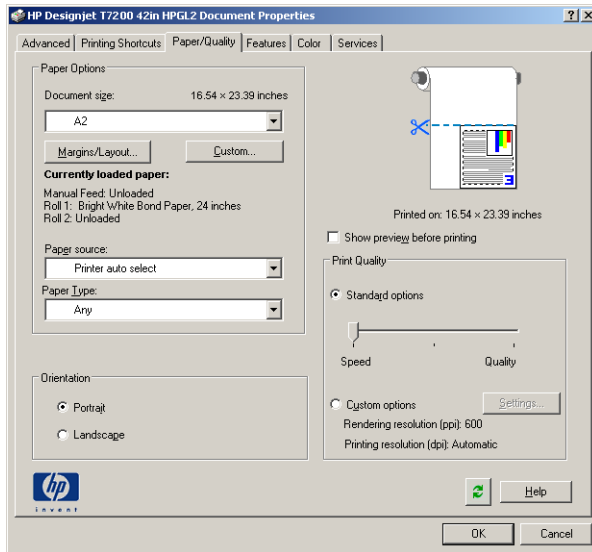 HP Designjet T7200 42in HPGL2 Document Properties
Advanced Printing Shortcuts Paper/Quality Features Color Services
Paper Options
Document size: 16.54 × 23.39 inches
A2
Margins/Layout... Custom...
Currently loaded paper:
Manual Feed: Unloaded
Roll 1: Bright White Bond Paper, 24 inches
Roll 2: Unloaded
Paper source:
Printer auto select
Paper Type:
Any
Orientation
Portrait
Landscape
3
Printed on: 16.54 × 23.39 inches
Show preview before printing
Print Quality
Standard options
Speed Quality
Custom options Settings...
Rendering resolution (ppi): 600
Printing resolution (dpi): Automatic
hp
invent
Help
OK Cancel